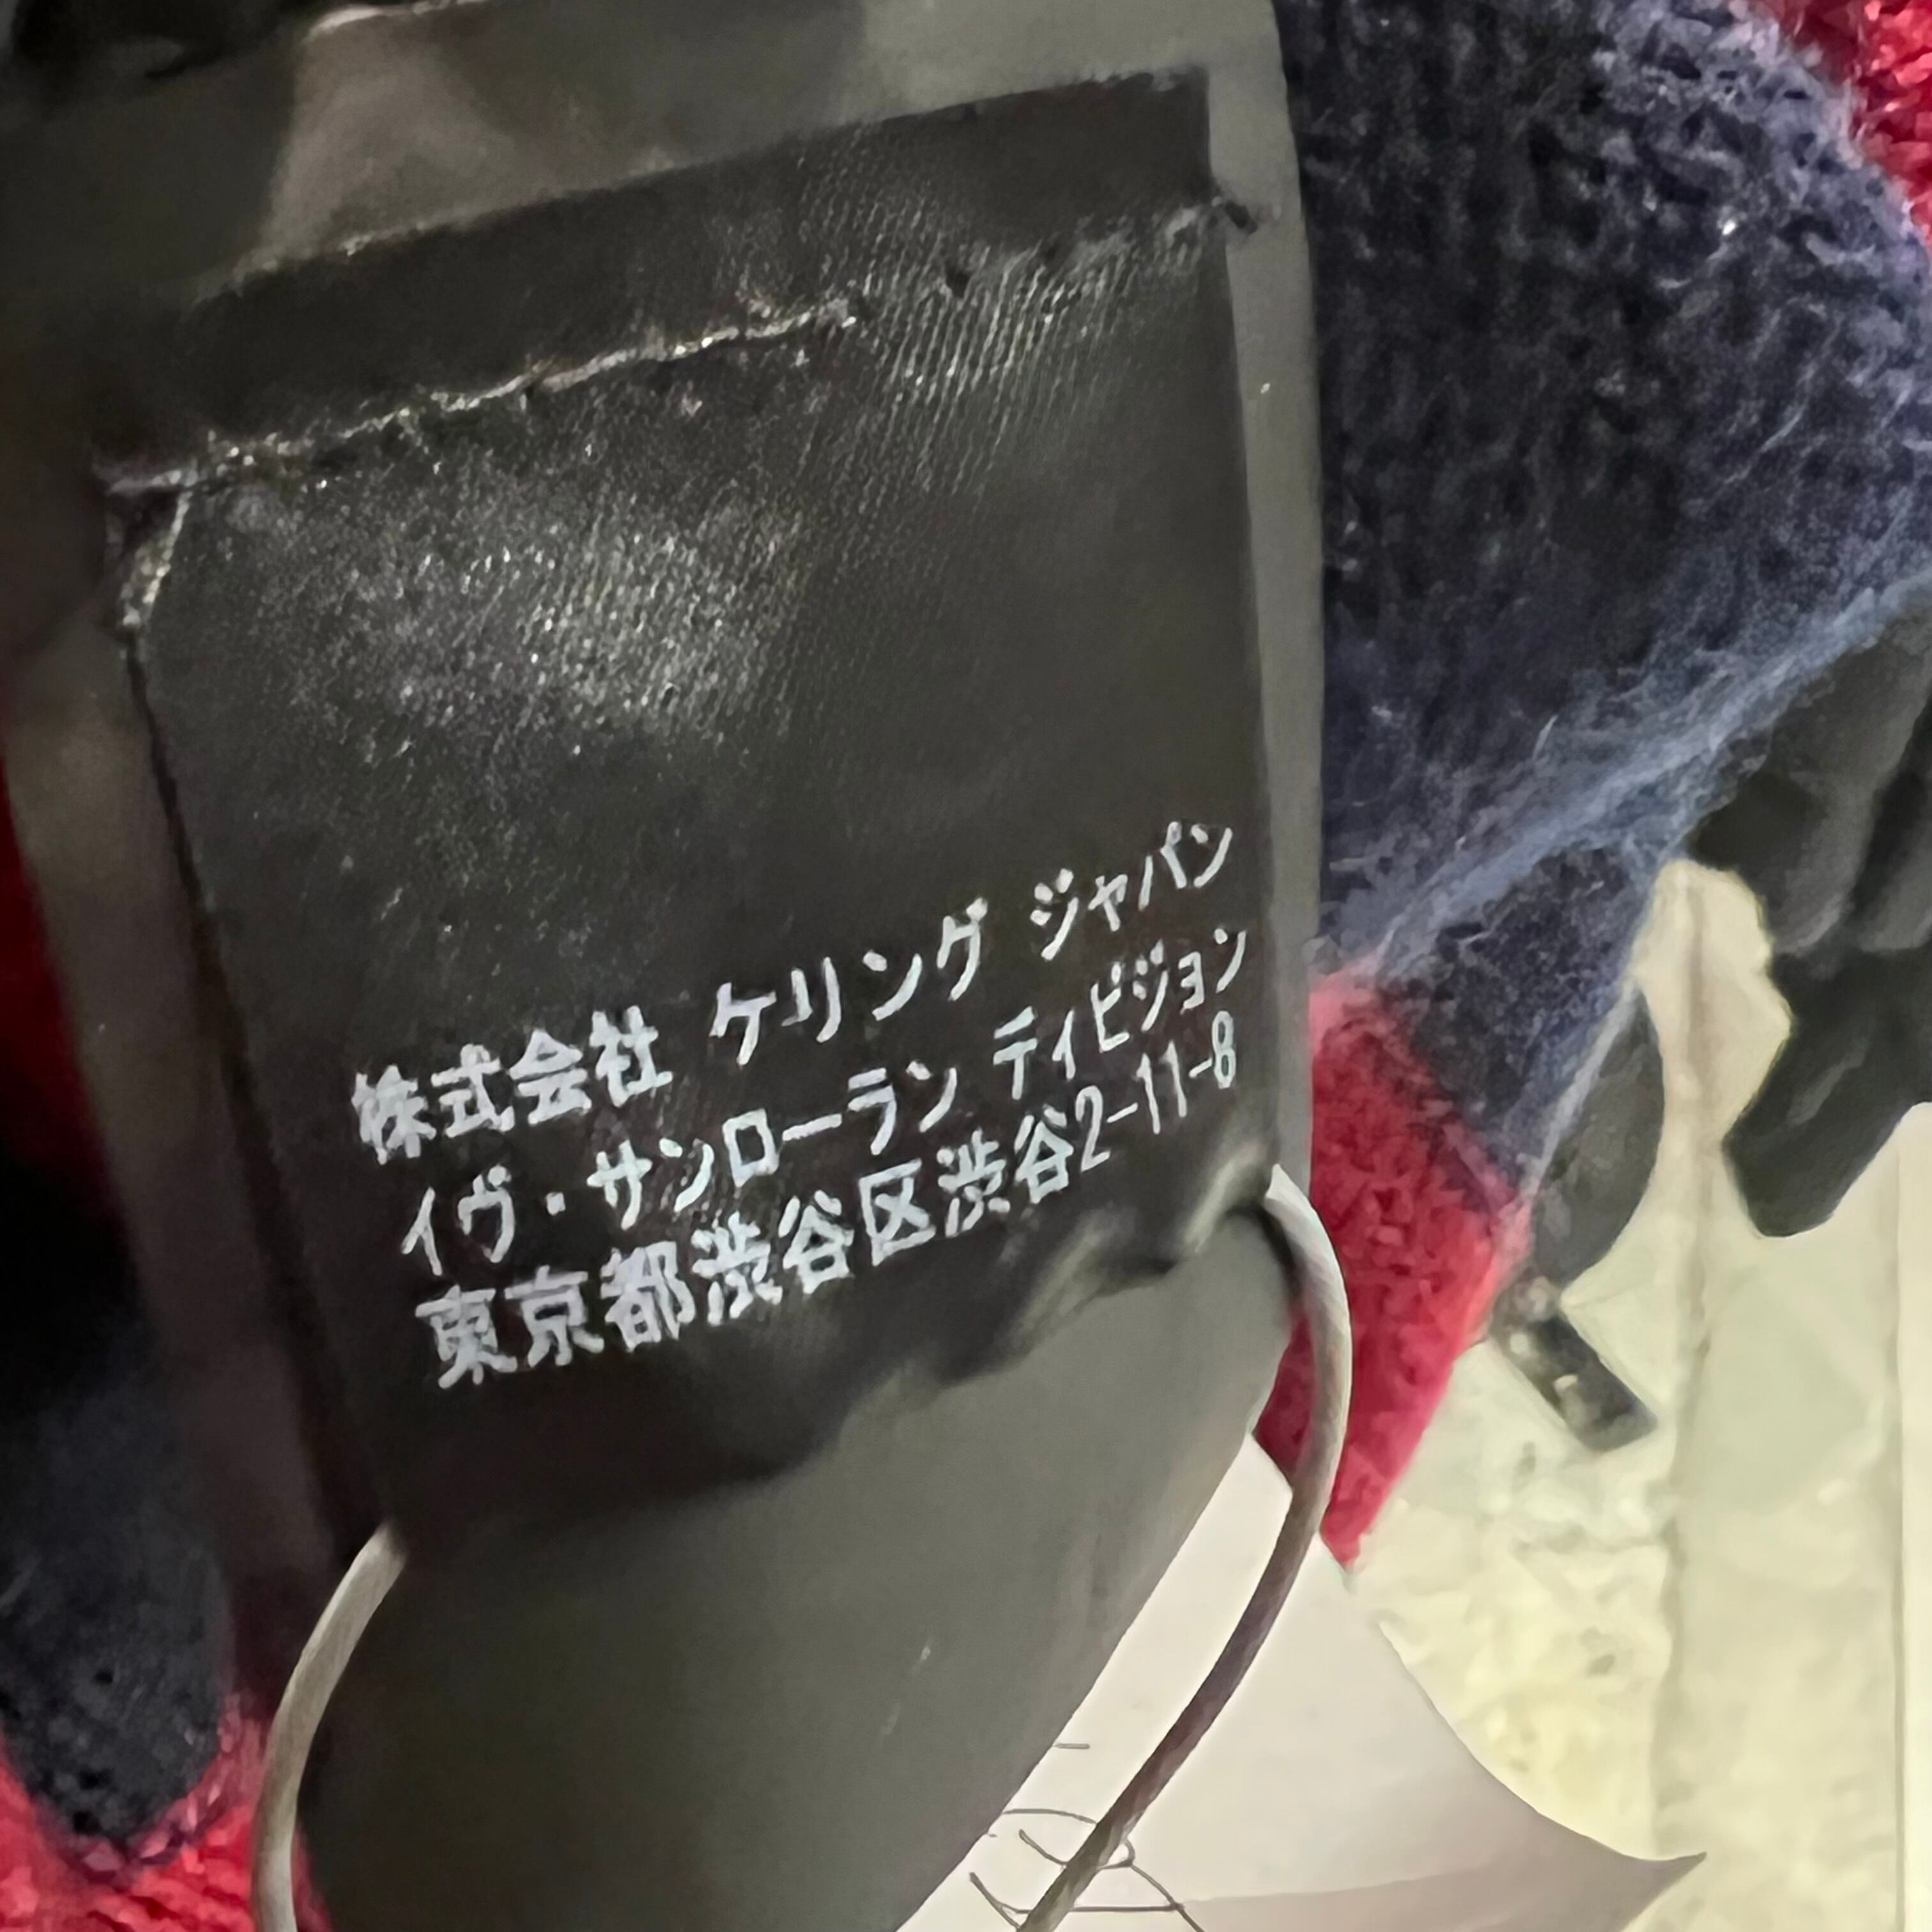 株式会社 ケリング ジャパン
イヴ・サンローラン ディビジョン
東京都渋谷区渋谷2-11-8